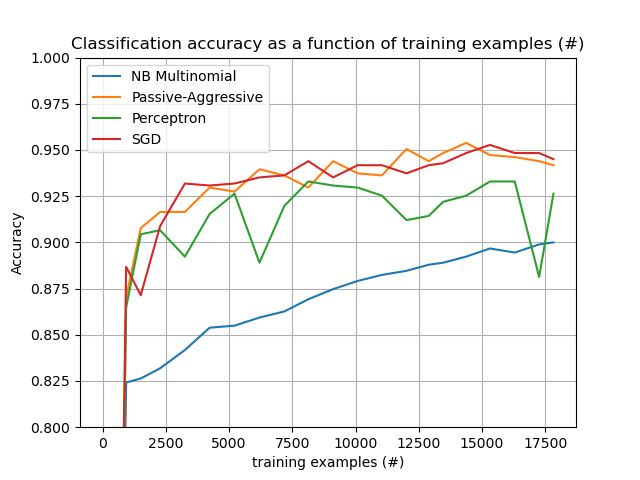 Classification accuracy as a function of training examples (#)
1.000
0.975
0.950
0.925
0.900
0.875
0.850
0.825
0.800
Accuracy
NB Multinomial
Passive-Aggressive
Perceptron
SGD
0 2500 5000 7500 10000 12500 15000 17500
training examples (#)